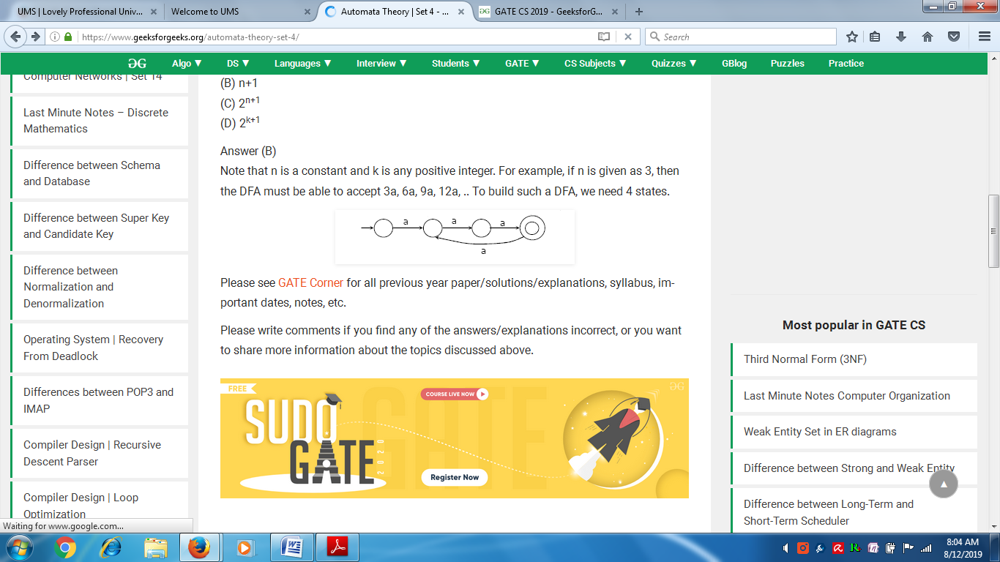 UMS | Lovely Professional Univ...
Welcome to UMS
Automata Theory | Set 4 - ...
GATE CS 2019 - GeeksforG...
https://www.geeksforgeeks.org/automata-theory-set-4/
Search
Algo ▼
DS ▼
Languages ▼
Interview ▼
Students ▼
GATE ▼
CS Subjects ▼
Quizzes ▼
GBlog
Puzzles
Practice
Computer Networks | Set 14
Last Minute Notes – Discrete
Mathematics
Difference between Schema
and Database
Difference between Super Key
and Candidate Key
Difference between
Normalization and
Denormalization
Operating System | Recovery
From Deadlock
Differences between POP3 and
IMAP
Compiler Design | Recursive
Descent Parser
Compiler Design | Loop
Optimization
Waiting for www.google.com...
(B) n+1
(C) 2^n+1
(D) 2^k+1
Answer (B)
Note that n is a constant and k is any positive integer. For example, if n is given as 3, then
the DFA must be able to accept 3a, 6a, 9a, 12a, .. To build such a DFA, we need 4 states.
a
a
a
a
Please see GATE Corner for all previous year paper/solutions/explanations, syllabus, im-
portant dates, notes, etc.
Please write comments if you find any of the answers/explanations incorrect, or you want
to share more information about the topics discussed above.
FREE
SUDO
GATE
2020
GATE
COURSE LIVE NOW
Register Now
Most popular in GATE CS
Third Normal Form (3NF)
Last Minute Notes Computer Organization
Weak Entity Set in ER diagrams
Difference between Strong and Weak Entity
Difference between Long-Term and
Short-Term Scheduler
8:04 AM
8/12/2019